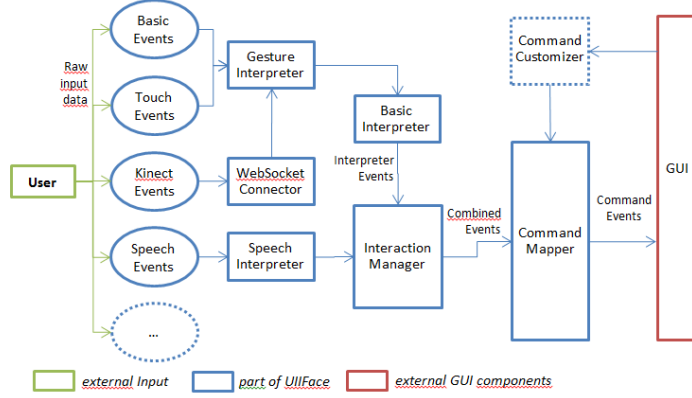 Basic
Events
Raw
input
data
Gesture
Interpreter
Command
Customizer
Touch
Events
Basic
Interpreter
Interpreter
Events
User
Kinect
Events
WebSocket
Connector
GUI
Command
Events
Combined
Events
Speech
Events
Speech
Interpreter
Interaction
Manager
Command
Mapper
...
external Input
part of UIIFace
external GUI components